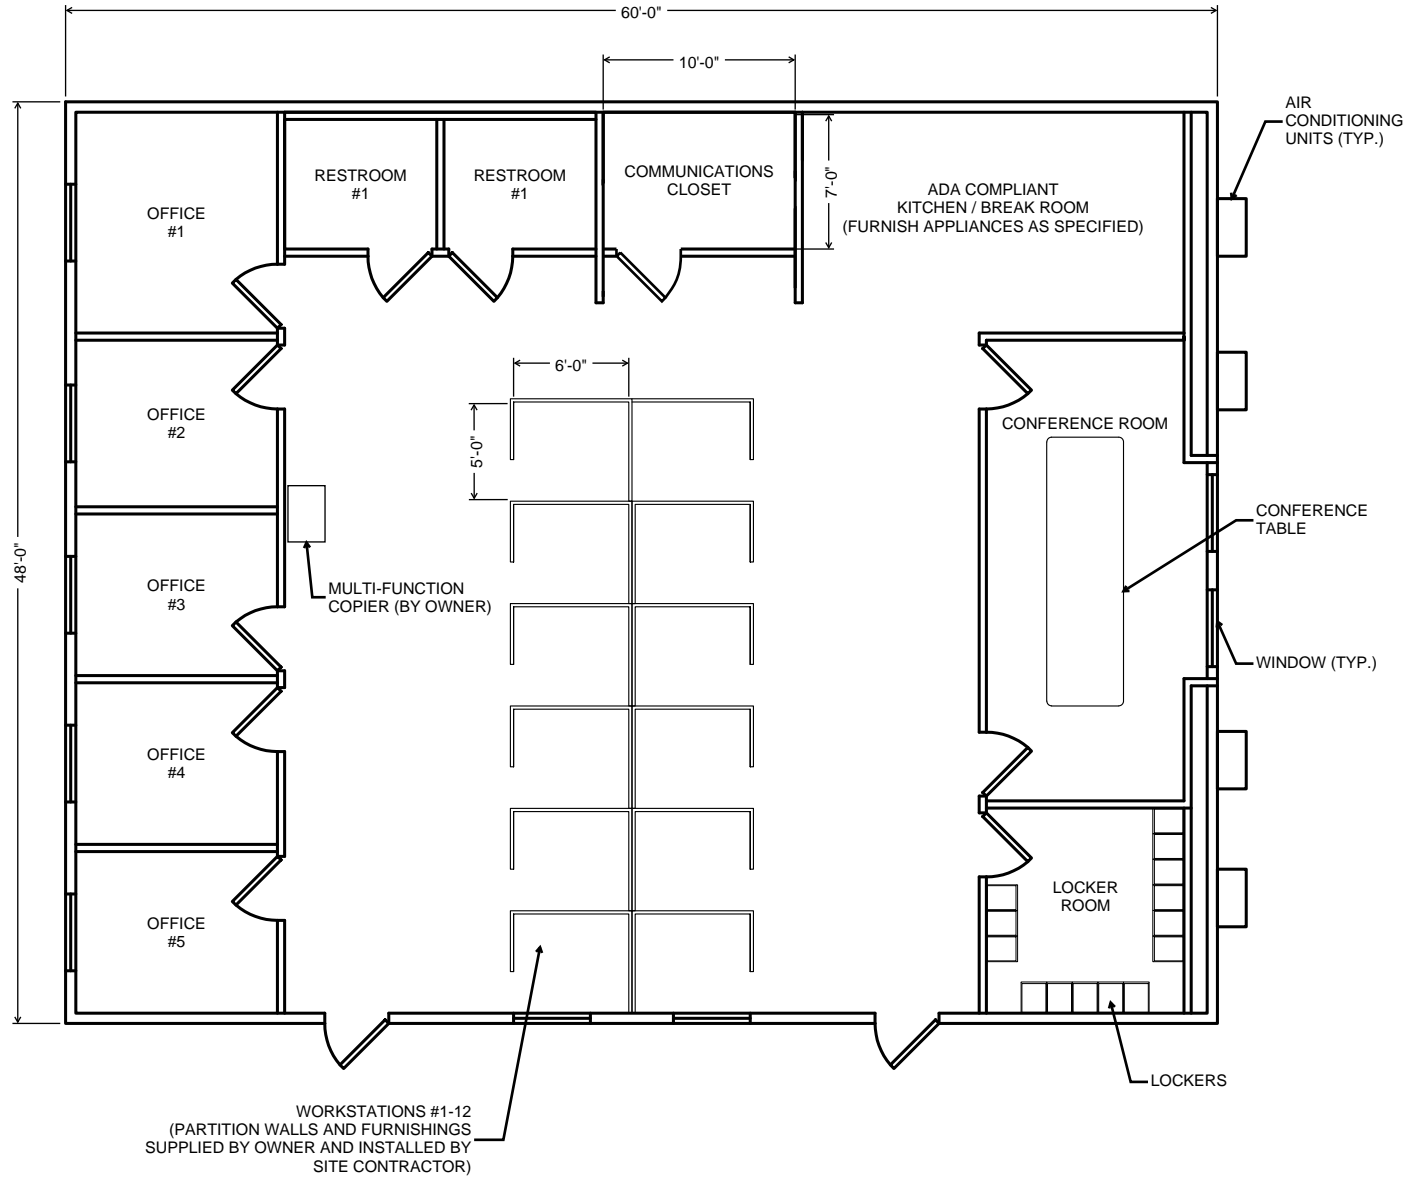 60'-0"
10'-0"
AIR
CONDITIONING
UNITS (TYP.)
RESTROOM
#1
RESTROOM
#1
COMMUNICATIONS
CLOSET
7'-0"
ADA COMPLIANT
KITCHEN / BREAK ROOM
(FURNISH APPLIANCES AS SPECIFIED)
OFFICE
#1
6'-0"
OFFICE
#2
5'-0"
CONFERENCE ROOM
CONFERENCE
TABLE
48'-0"
OFFICE
#3
MULTI-FUNCTION
COPIER (BY OWNER)
WINDOW (TYP.)
OFFICE
#4
LOCKER
ROOM
OFFICE
#5
LOCKERS
WORKSTATIONS #1-12
(PARTITION WALLS AND FURNISHINGS
SUPPLIED BY OWNER AND INSTALLED BY
SITE CONTRACTOR)